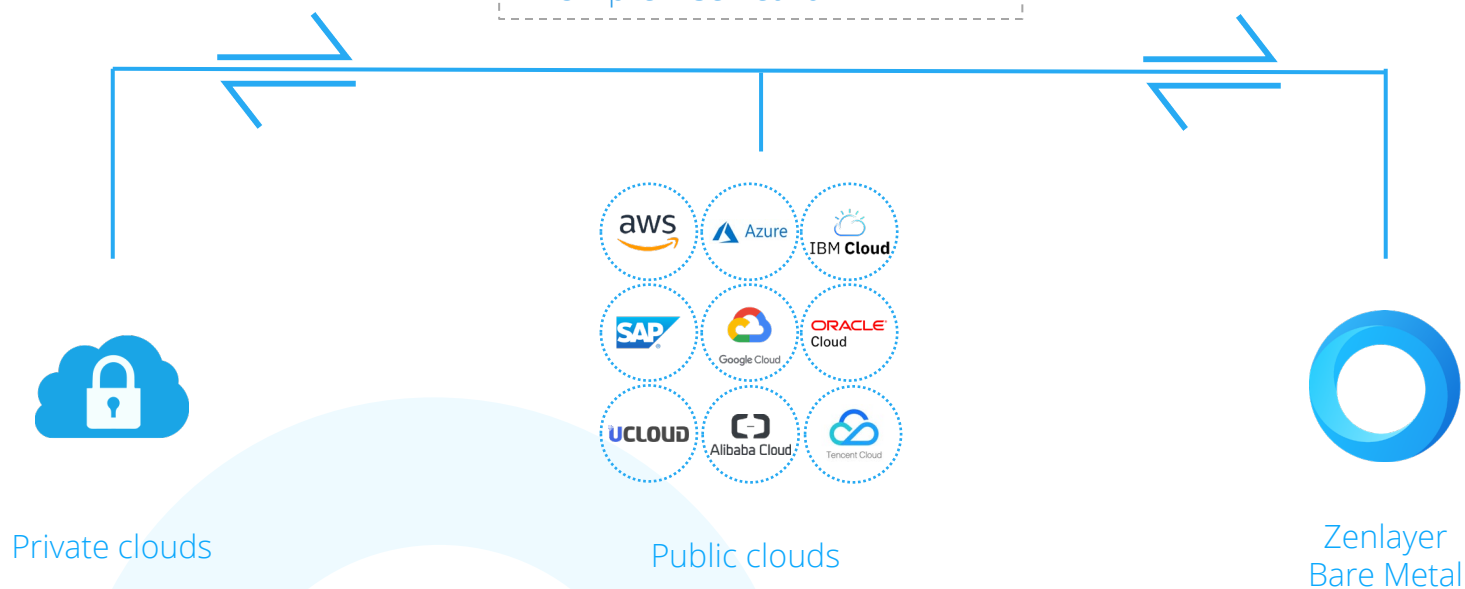 aws
Azure
IBM Cloud
SAP
Google Cloud
ORACLE
Cloud
UCLOUD
Alibaba Cloud
Tencent Cloud
Private clouds
Public clouds
Zenlayer
Bare Metal